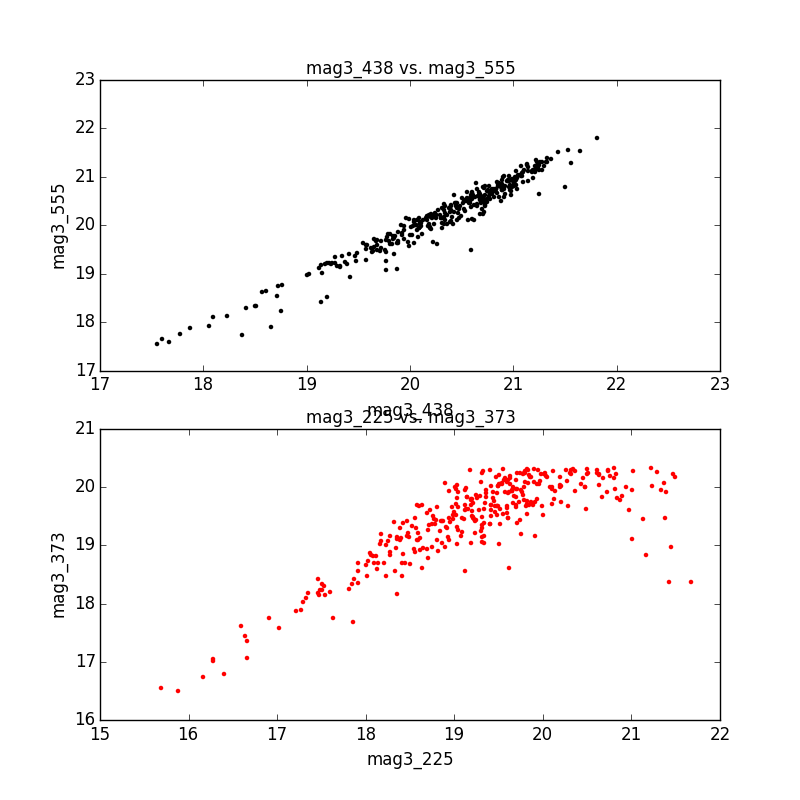 mag3_438 vs. mag3_555
23
22
21
20
19
18
17
mag3_555
17 18 19 20 21 22 23
mag3_438
mag3_225 vs. mag3_373
21
20
19
18
17
16
mag3_373
15 16 17 18 19 20 21 22
mag3_225